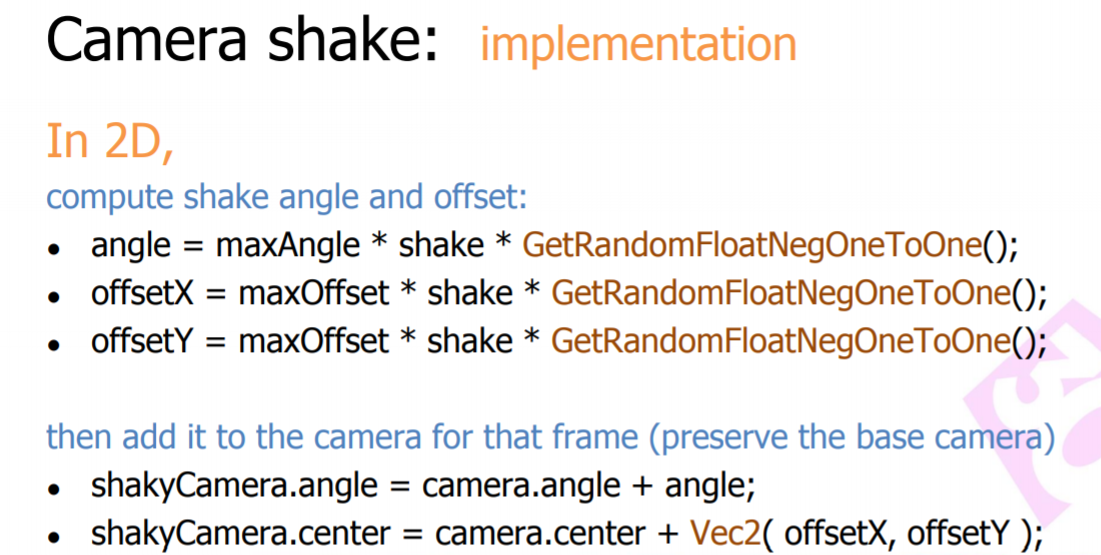 Camera shake: implementation
In 2D,
compute shake angle and offset:
• angle = maxAngle * shake * GetRandomFloatNegOneToOne();
• offsetX = maxOffset * shake * GetRandomFloatNegOneToOne();
• offsetY = maxOffset * shake * GetRandomFloatNegOneToOne();
then add it to the camera for that frame (preserve the base camera)
• shakyCamera.angle = camera.angle + angle;
• shakyCamera.center = camera.center + Vec2( offsetX, offsetY );